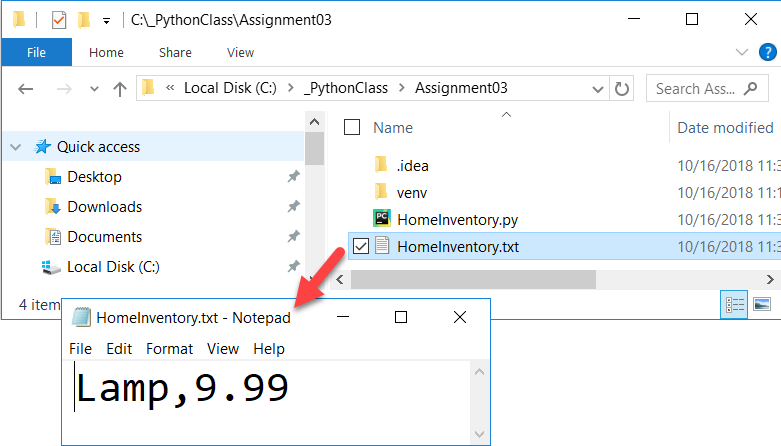 C:\_PythonClass\Assignment03
File Home Share View
Local Disk (C:) _PythonClass Assignment03 Search Ass...
Quick access
Desktop
Downloads
Documents
Local Disk (C:)
Name Date modified
.idea 10/16/2018 11:3
venv 10/16/2018 11:1
HomeInventory.py 10/16/2018 11:3
HomeInventory.txt 10/16/2018 11:3
4 item
HomeInventory.txt - Notepad
File Edit Format View Help
Lamp,9.99